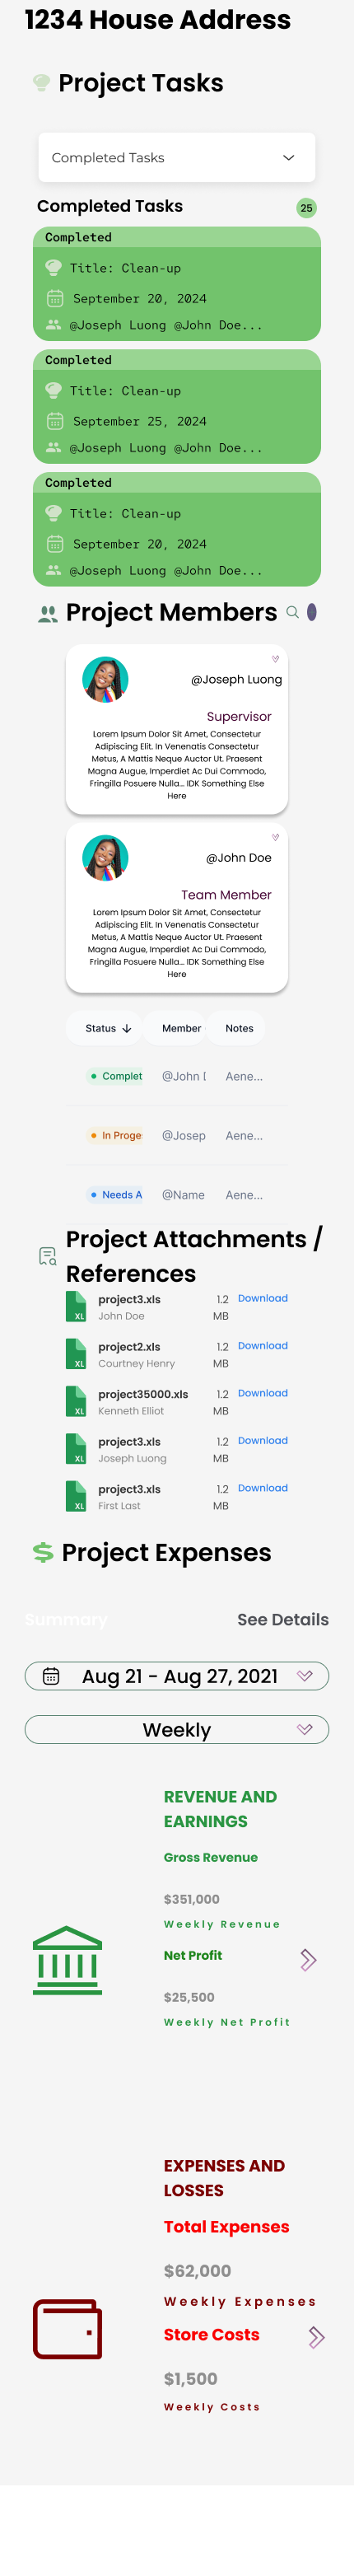 1234 House Address
Project Tasks
Completed Tasks
Completed Tasks
25
Completed
Title: Clean-up
September 20, 2024
@Joseph Luong @John Doe...
Completed
Title: Clean-up
September 25, 2024
@Joseph Luong @John Doe...
Completed
Title: Clean-up
September 20, 2024
@Joseph Luong @John Doe...
Project Members
@Joseph Luong
Supervisor
Lorem Ipsum Dolor Sit Amet, Consectetur
Adipiscing Elit. In Venenatis Consectetur
Metus, A Mattis Neque Auctor Ut. Praesent
Magna Augue, Imperdiet Ac Dui Commodo,
Fringilla Posuere Nulla... IDK Something Else
Here
@John Doe
Team Member
Lorem Ipsum Dolor Sit Amet, Consectetur
Adipiscing Elit. In Venenatis Consectetur
Metus, A Mattis Neque Auctor Ut. Praesent
Magna Augue, Imperdiet Ac Dui Commodo,
Fringilla Posuere Nulla... IDK Something Else
Here
Status Member Notes
Complet @John D Aene...
In Proge @Josep Aene...
Needs A @Name Aene...
Project Attachments /
References
XL project3.xls 1.2 MB Download
John Doe
XL project2.xls 1.2 MB Download
Courtney Henry
XL project35000.xls 1.2 MB Download
Kenneth Elliot
XL project3.xls 1.2 MB Download
Joseph Luong
XL project3.xls 1.2 MB Download
First Last
Project Expenses
Summary See Details
Aug 21 - Aug 27, 2021
Weekly
REVENUE AND
EARNINGS
Gross Revenue
$351,000
Weekly Revenue
Net Profit
$25,500
Weekly Net Profit
EXPENSES AND
LOSSES
Total Expenses
$62,000
Weekly Expenses
Store Costs
$1,500
Weekly Costs